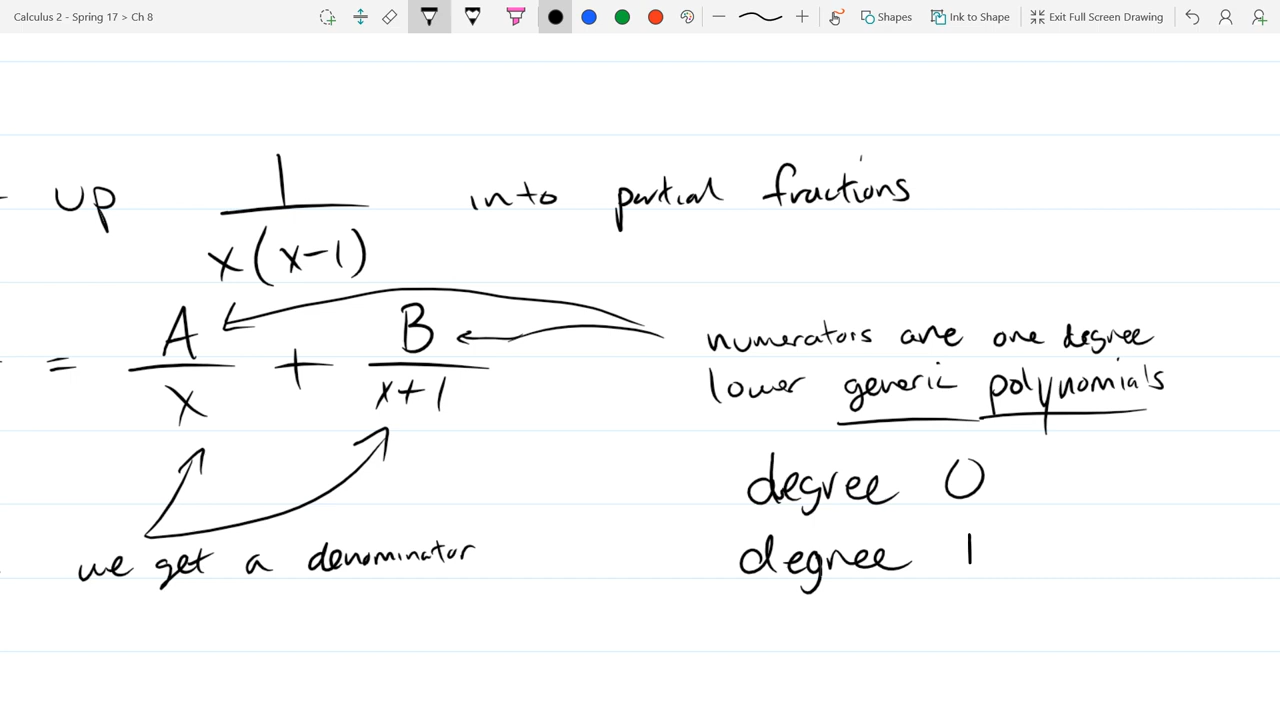 Calculus 2 - Spring 17 > Ch 8 Shapes Ink to Shape Exit Full Screen Drawing
up 1/x(x-1) into partial fractions
= A/x + B/x+1
numerators are one degree
lower generic polynomials
degree 0
degree 1
we get a denominator